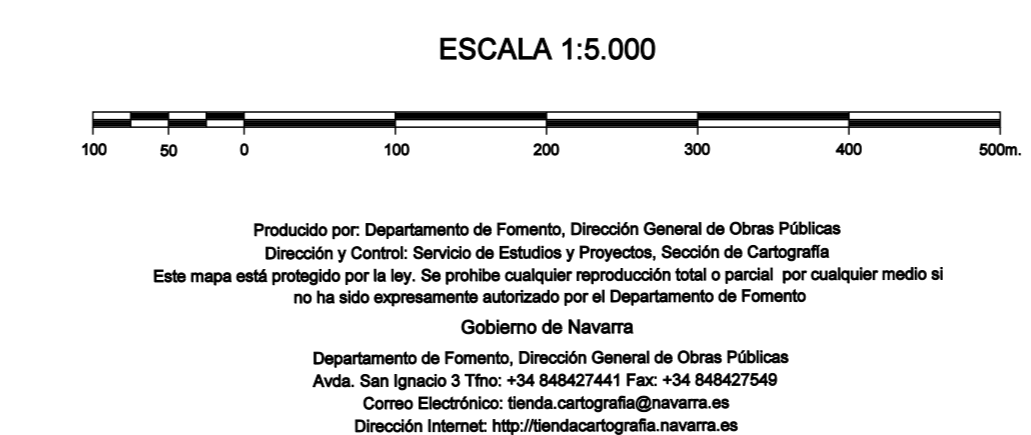 ESCALA 1:5.000
100 50 0 100 200 300 400 500m.
Producido por: Departamento de Fomento, Dirección General de Obras Públicas
Dirección y Control: Servicio de Estudios y Proyectos, Sección de Cartografía
Este mapa está protegido por la ley. Se prohibe cualquier reproducción total o parcial por cualquier medio si
no ha sido expresamente autorizado por el Departamento de Fomento
Gobierno de Navarra
Departamento de Fomento, Dirección General de Obras Públicas
Avda. San Ignacio 3 Tfno: +34 848427441 Fax: +34 848427549
Correo Electrónico: tienda.cartografia@navarra.es
Dirección Internet: http://tiendacartografia.navarra.es